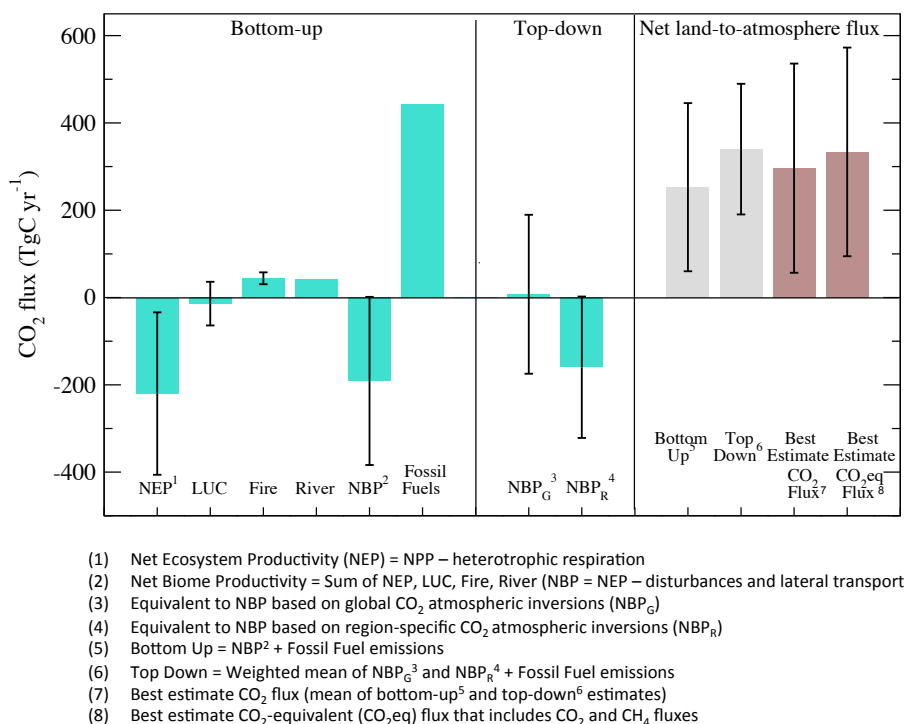 Bottom-up Top-down Net land-to-atmosphere flux
600
400
200
0
-200
-400
CO₂ flux (TgC yr⁻¹)
NEP¹ LUC Fire River NBP² Fossil Fuels
NBP_G³ NBP_R⁴
Bottom Up⁵
Top Down⁶
Best Estimate CO₂ Flux⁷
Best Estimate CO₂eq Flux⁸
(1) Net Ecosystem Productivity (NEP) = NPP – heterotrophic respiration
(2) Net Biome Productivity = Sum of NEP, LUC, Fire, River (NBP = NEP – disturbances and lateral transport
(3) Equivalent to NBP based on global CO₂ atmospheric inversions (NBP_G)
(4) Equivalent to NBP based on region-specific CO₂ atmospheric inversions (NBP_R)
(5) Bottom Up = NBP² + Fossil Fuel emissions
(6) Top Down = Weighted mean of NBP_G³ and NBP_R⁴ + Fossil Fuel emissions
(7) Best estimate CO₂ flux (mean of bottom-up⁵ and top-down⁶ estimates)
(8) Best estimate CO₂-equivalent (CO₂eq) flux that includes CO₂ and CH₄ fluxes